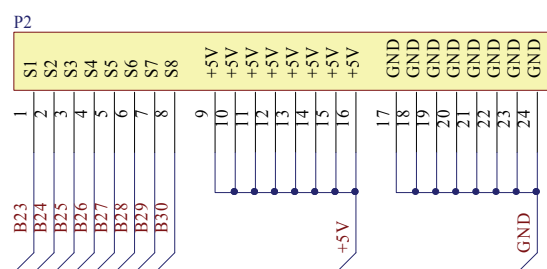 P2
S1 S2 S3 S4 S5 S6 S7 S8 +5V +5V +5V +5V +5V +5V +5V +5V GND GND GND GND GND GND GND GND
1 2 3 4 5 6 7 8 9 10 11 12 13 14 15 16 17 18 19 20 21 22 23 24
B23 B24 B25 B26 B27 B28 B29 B30 +5V GND